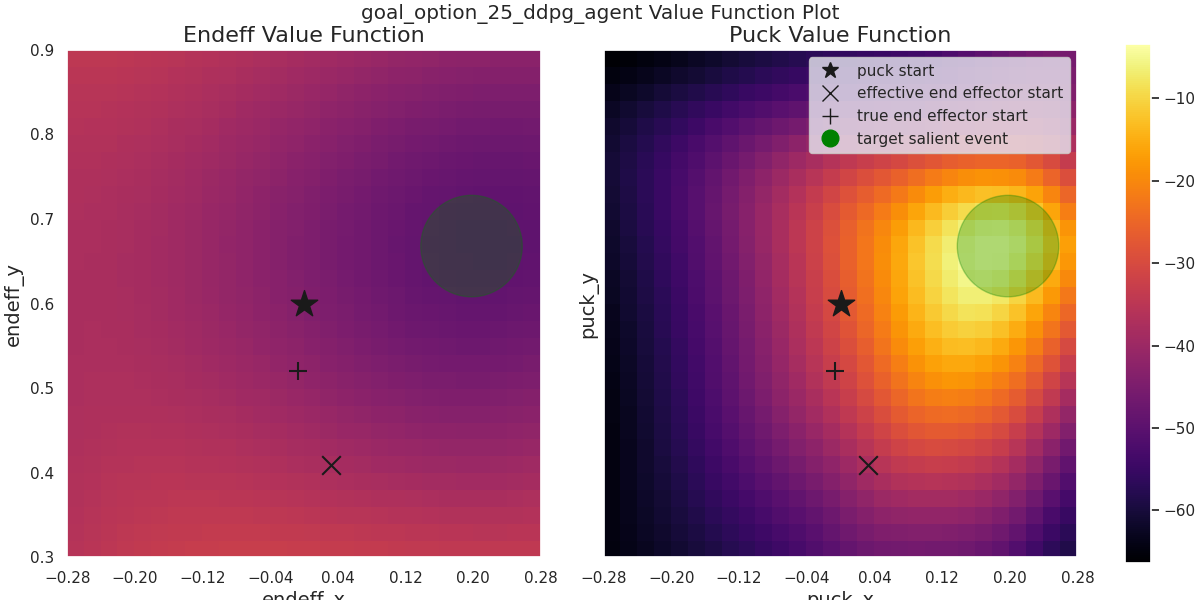 goal_option_25_ddpg_agent Value Function Plot
Endeff Value Function
Puck Value Function
puck start
effective end effector start
true end effector start
target salient event
endeff_y
0.9
0.8
0.7
0.6
0.5
0.4
0.3
−0.28 −0.20 −0.12 −0.04 0.04 0.12 0.20 0.28
endeff_x
puck_y
−0.28 −0.20 −0.12 −0.04 0.04 0.12 0.20 0.28
puck_x
−10
−20
−30
−40
−50
−60